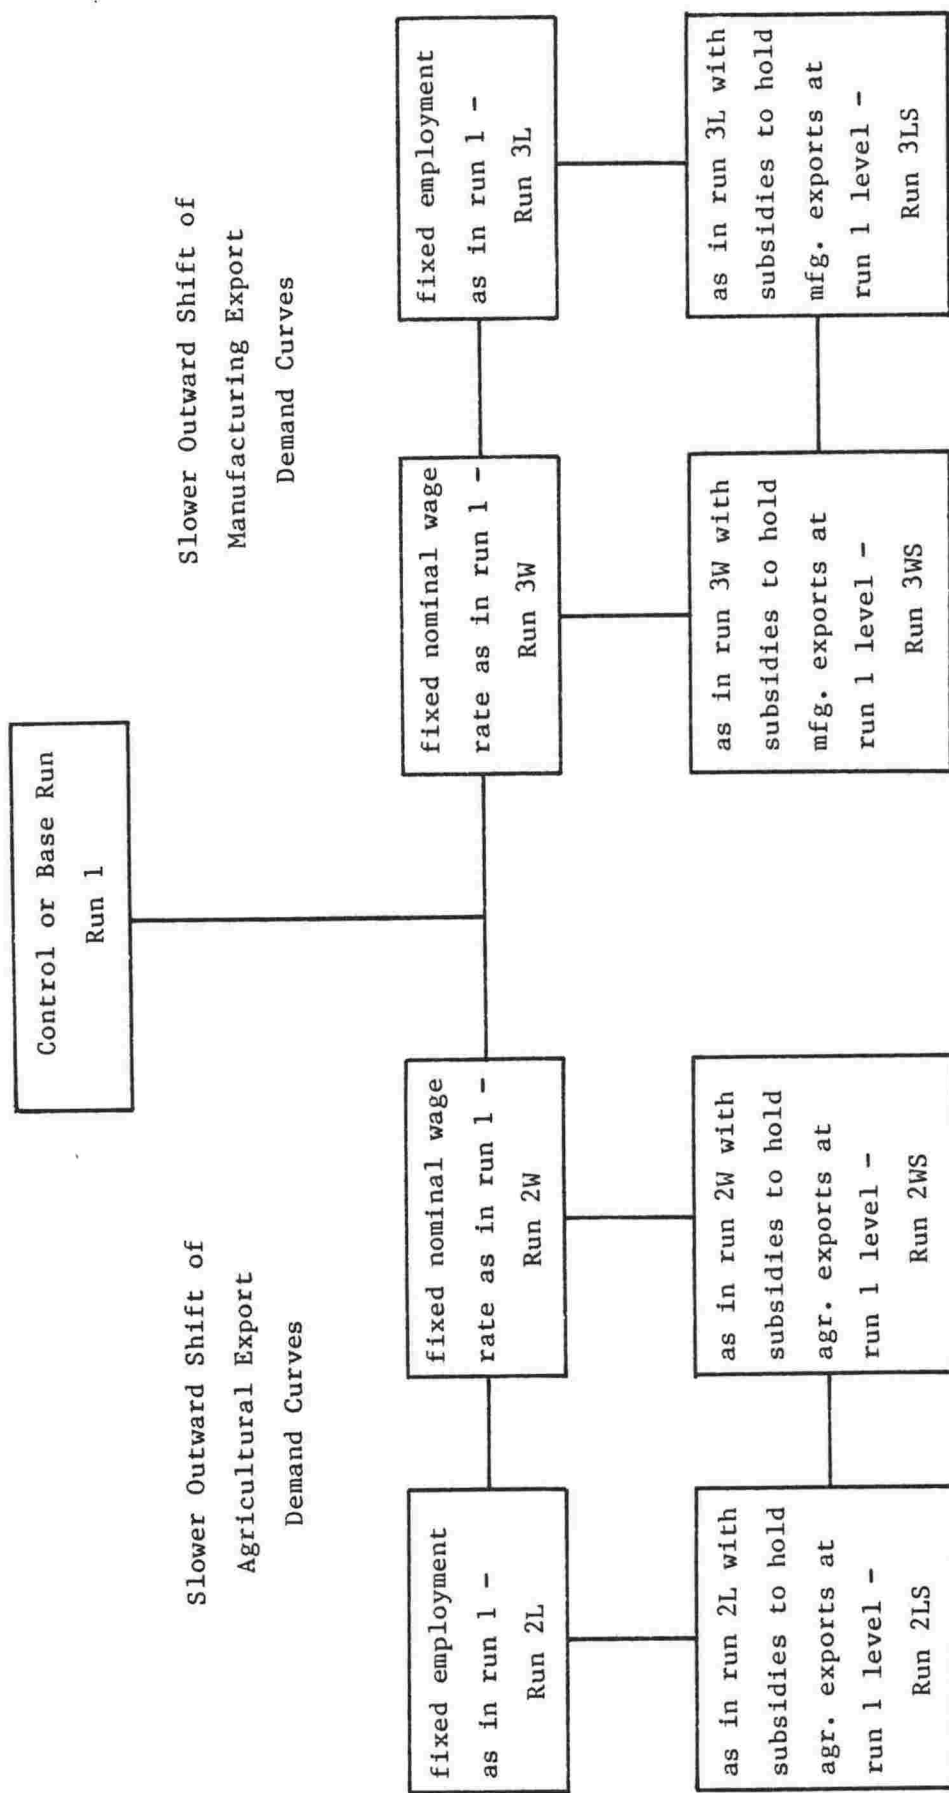 Control or Base Run
Run 1
Slower Outward Shift of
Agricultural Export
Demand Curves
Slower Outward Shift of
Manufacturing Export
Demand Curves
fixed employment
as in run 1 –
Run 2L
fixed nominal wage
rate as in run 1 –
Run 2W
fixed nominal wage
rate as in run 1 –
Run 3W
fixed employment
as in run 1 –
Run 3L
as in run 2L with
subsidies to hold
agr. exports at
run 1 level –
Run 2LS
as in run 2W with
subsidies to hold
agr. exports at
run 1 level –
Run 2WS
as in run 3W with
subsidies to hold
mfg. exports at
run 1 level –
Run 3WS
as in run 3L with
subsidies to hold
mfg. exports at
run 1 level –
Run 3LS